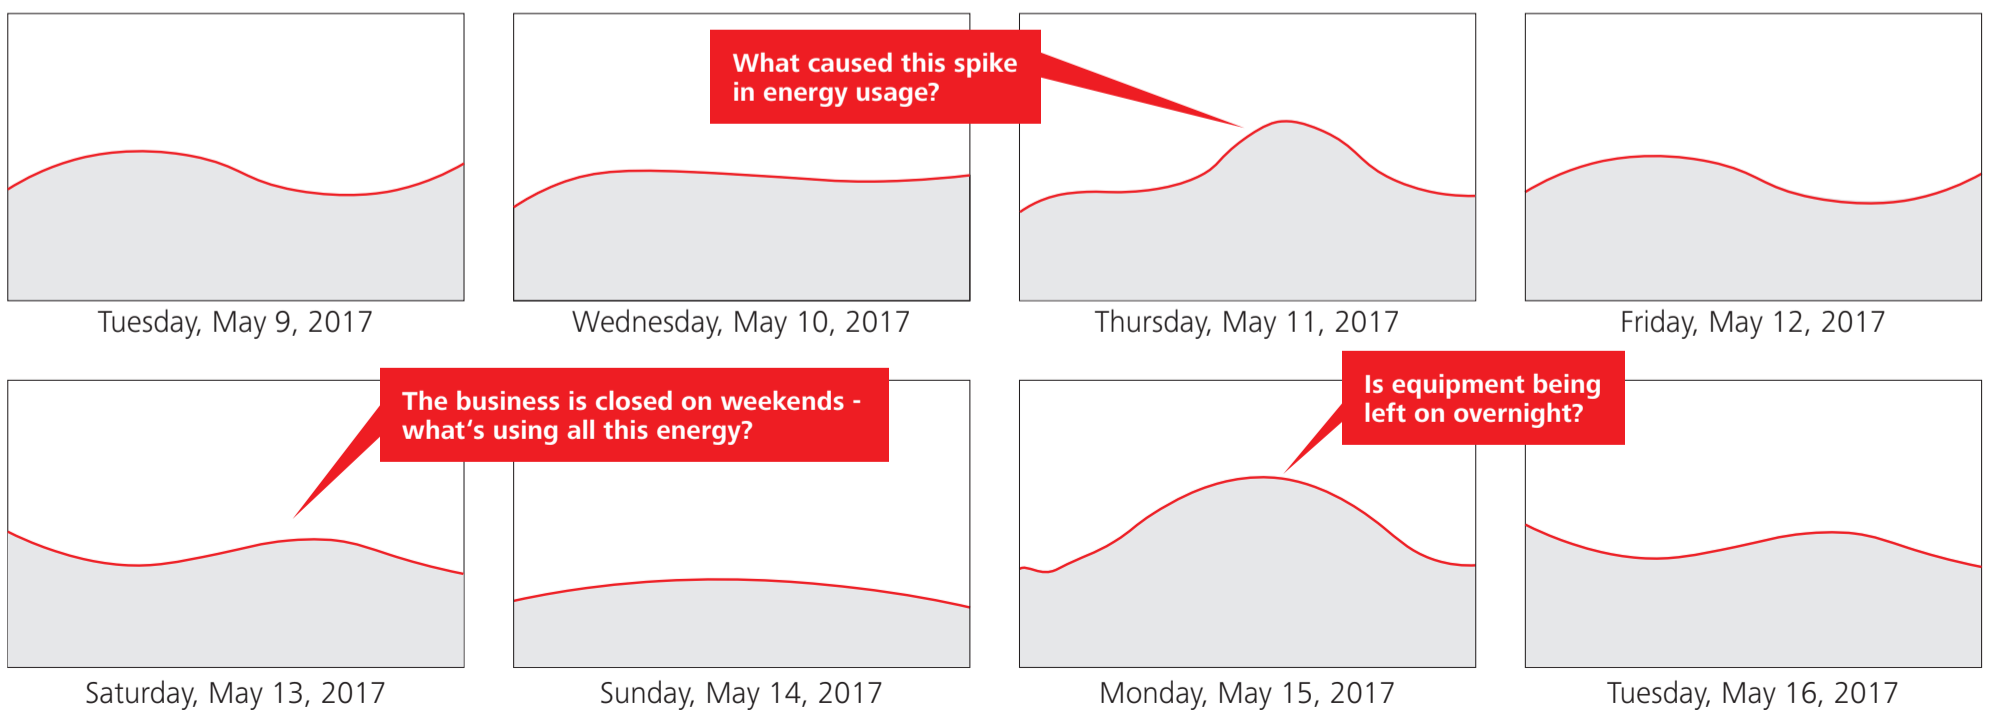 What caused this spike
in energy usage?
Tuesday, May 9, 2017
Wednesday, May 10, 2017
Thursday, May 11, 2017
Friday, May 12, 2017
The business is closed on weekends -
what‘s using all this energy?
Is equipment being
left on overnight?
Saturday, May 13, 2017
Sunday, May 14, 2017
Monday, May 15, 2017
Tuesday, May 16, 2017